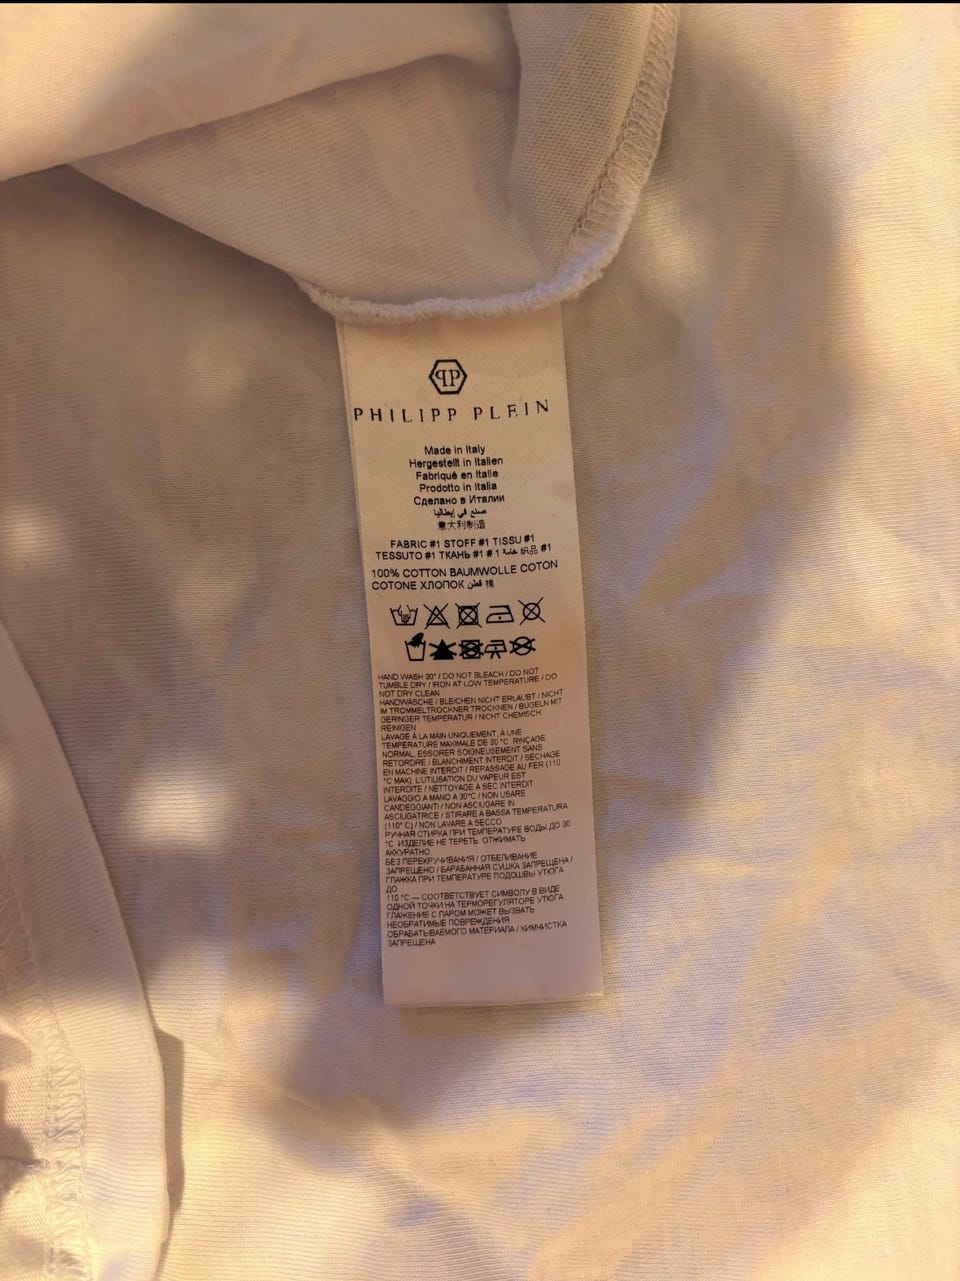 PHILIPP PLEIN
Made in Italy
Hergestellt in Italien
Fabriqué en Italie
Prodotto in Italia
Сделано в Италии
صنع في إيطاليا
意大利制造
FABRIC #1 STOFF #1 TISSU #1
TESSUTO #1 ТКАНЬ #1 # 1 خامة 织品 #1
100% COTTON BAUMWOLLE COTON
COTONE ХЛОПОК قطن 棉
HAND WASH 30° / DO NOT BLEACH / DO NOT
TUMBLE DRY / IRON AT LOW TEMPERATURE / DO
NOT DRY CLEAN
HANDWÄSCHE / BLEICHEN NICHT ERLAUBT / NICHT
IM TROMMELTROCKNER TROCKNEN / BÜGELN MIT
GERINGER TEMPERATUR / NICHT CHEMISCH
REINIGEN
LAVAGE À LA MAIN UNIQUEMENT, À UNE
TEMPÉRATURE MAXIMALE DE 30 °C. RINÇAGE
NORMAL, ESSORER SOIGNEUSEMENT SANS
RETORDRE / BLANCHIMENT INTERDIT / SÉCHAGE
EN MACHINE INTERDIT / REPASSAGE AU FER (110
°C MAX). L'UTILISATION DU VAPEUR EST
INTERDITE / NETTOYAGE À SEC INTERDIT
LAVAGGIO A MANO A 30°C / NON USARE
CANDEGGIANTI / NON ASCIUGARE IN
ASCIUGATRICE / STIRARE A BASSA TEMPERATURA
(110° C) / NON LAVARE A SECCO
РУЧНАЯ СТИРКА ПРИ ТЕМПЕРАТУРЕ ВОДЫ ДО 30
°C. ИЗДЕЛИЕ НЕ ТЕРЕТЬ. ОТЖИМАТЬ
АККУРАТНО,
БЕЗ ПЕРЕКРУЧИВАНИЯ / ОТБЕЛИВАНИЕ
ЗАПРЕЩЕНО / БАРАБАННАЯ СУШКА ЗАПРЕЩЕНА /
ГЛАЖКА ПРИ ТЕМПЕРАТУРЕ ПОДОШВЫ УТЮГА
ДО
110 °C — СООТВЕТСТВУЕТ СИМВОЛУ В ВИДЕ
ОДНОЙ ТОЧКИ НА ТЕРМОРЕГУЛЯТОРЕ УТЮГА
ГЛАЖЕНИЕ С ПАРОМ МОЖЕТ ВЫЗВАТЬ
НЕОБРАТИМЫЕ ПОВРЕЖДЕНИЯ
ОБРАБАТЫВАЕМОГО МАТЕРИАЛА / ХИМЧИСТКА
ЗАПРЕЩЕНА